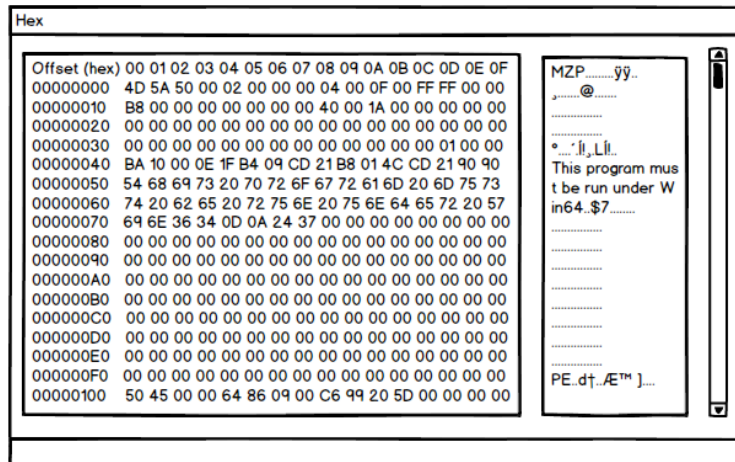 Hex
Offset (hex) 00 01 02 03 04 05 06 07 08 09 0A 0B 0C 0D 0E 0F
00000000 4D 5A 50 00 02 00 00 00 04 00 0F 00 FF FF 00 00
00000010 B8 00 00 00 00 00 00 00 40 00 1A 00 00 00 00 00
00000020 00 00 00 00 00 00 00 00 00 00 00 00 00 00 00 00
00000030 00 00 00 00 00 00 00 00 00 00 00 00 00 01 00 00
00000040 BA 10 00 0E 1F B4 09 CD 21 B8 01 4C CD 21 90 90
00000050 54 68 69 73 20 70 72 6F 67 72 61 6D 20 6D 75 73
00000060 74 20 62 65 20 72 75 6E 20 75 6E 64 65 72 20 57
00000070 69 6E 36 34 0D 0A 24 37 00 00 00 00 00 00 00 00
00000080 00 00 00 00 00 00 00 00 00 00 00 00 00 00 00 00
00000090 00 00 00 00 00 00 00 00 00 00 00 00 00 00 00 00
000000A0 00 00 00 00 00 00 00 00 00 00 00 00 00 00 00 00
000000B0 00 00 00 00 00 00 00 00 00 00 00 00 00 00 00 00
000000C0 00 00 00 00 00 00 00 00 00 00 00 00 00 00 00 00
000000D0 00 00 00 00 00 00 00 00 00 00 00 00 00 00 00 00
000000E0 00 00 00 00 00 00 00 00 00 00 00 00 00 00 00 00
000000F0 00 00 00 00 00 00 00 00 00 00 00 00 00 00 00 00
00000100 50 45 00 00 64 86 09 00 C6 99 20 5D 00 00 00 00
MZP.........ÿÿ..
¸.......@.......
................
................
º....´.Í!¸.LÍ!..
This program mus
t be run under W
in64..$7........
................
................
................
................
................
................
................
................
PE..d†..Æ™ ]....